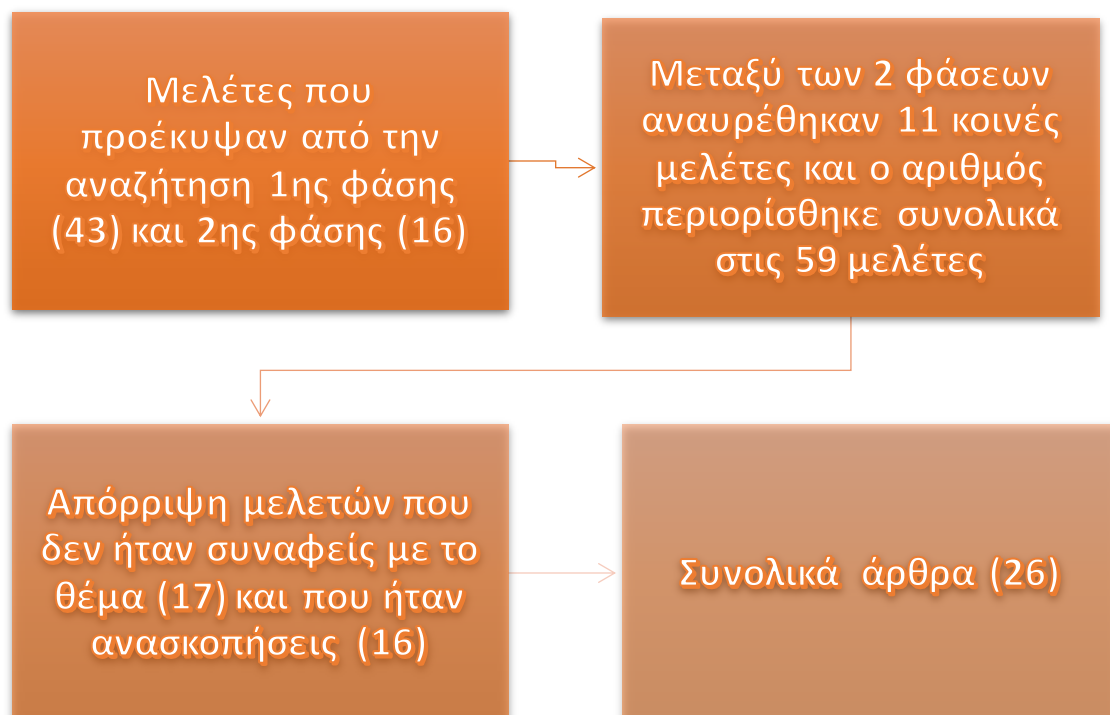 Μελέτες που
προέκυψαν από την
αναζήτηση 1ης φάσης
(43) και 2ης φάσης (16)
Μεταξύ των 2 φάσεων
αναυρέθηκαν 11 κοινές
μελέτες και ο αριθμός
περιορίσθηκε συνολικά
στις 59 μελέτες
Απόρριψη μελετών που
δεν ήταν συναφείς με το
θέμα (17) και που ήταν
ανασκοπήσεις (16)
Συνολικά άρθρα (26)